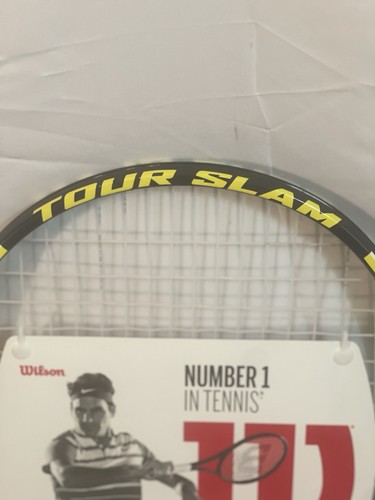 TOUR SLAM
Wilson
NUMBER 1
IN TENNIS†